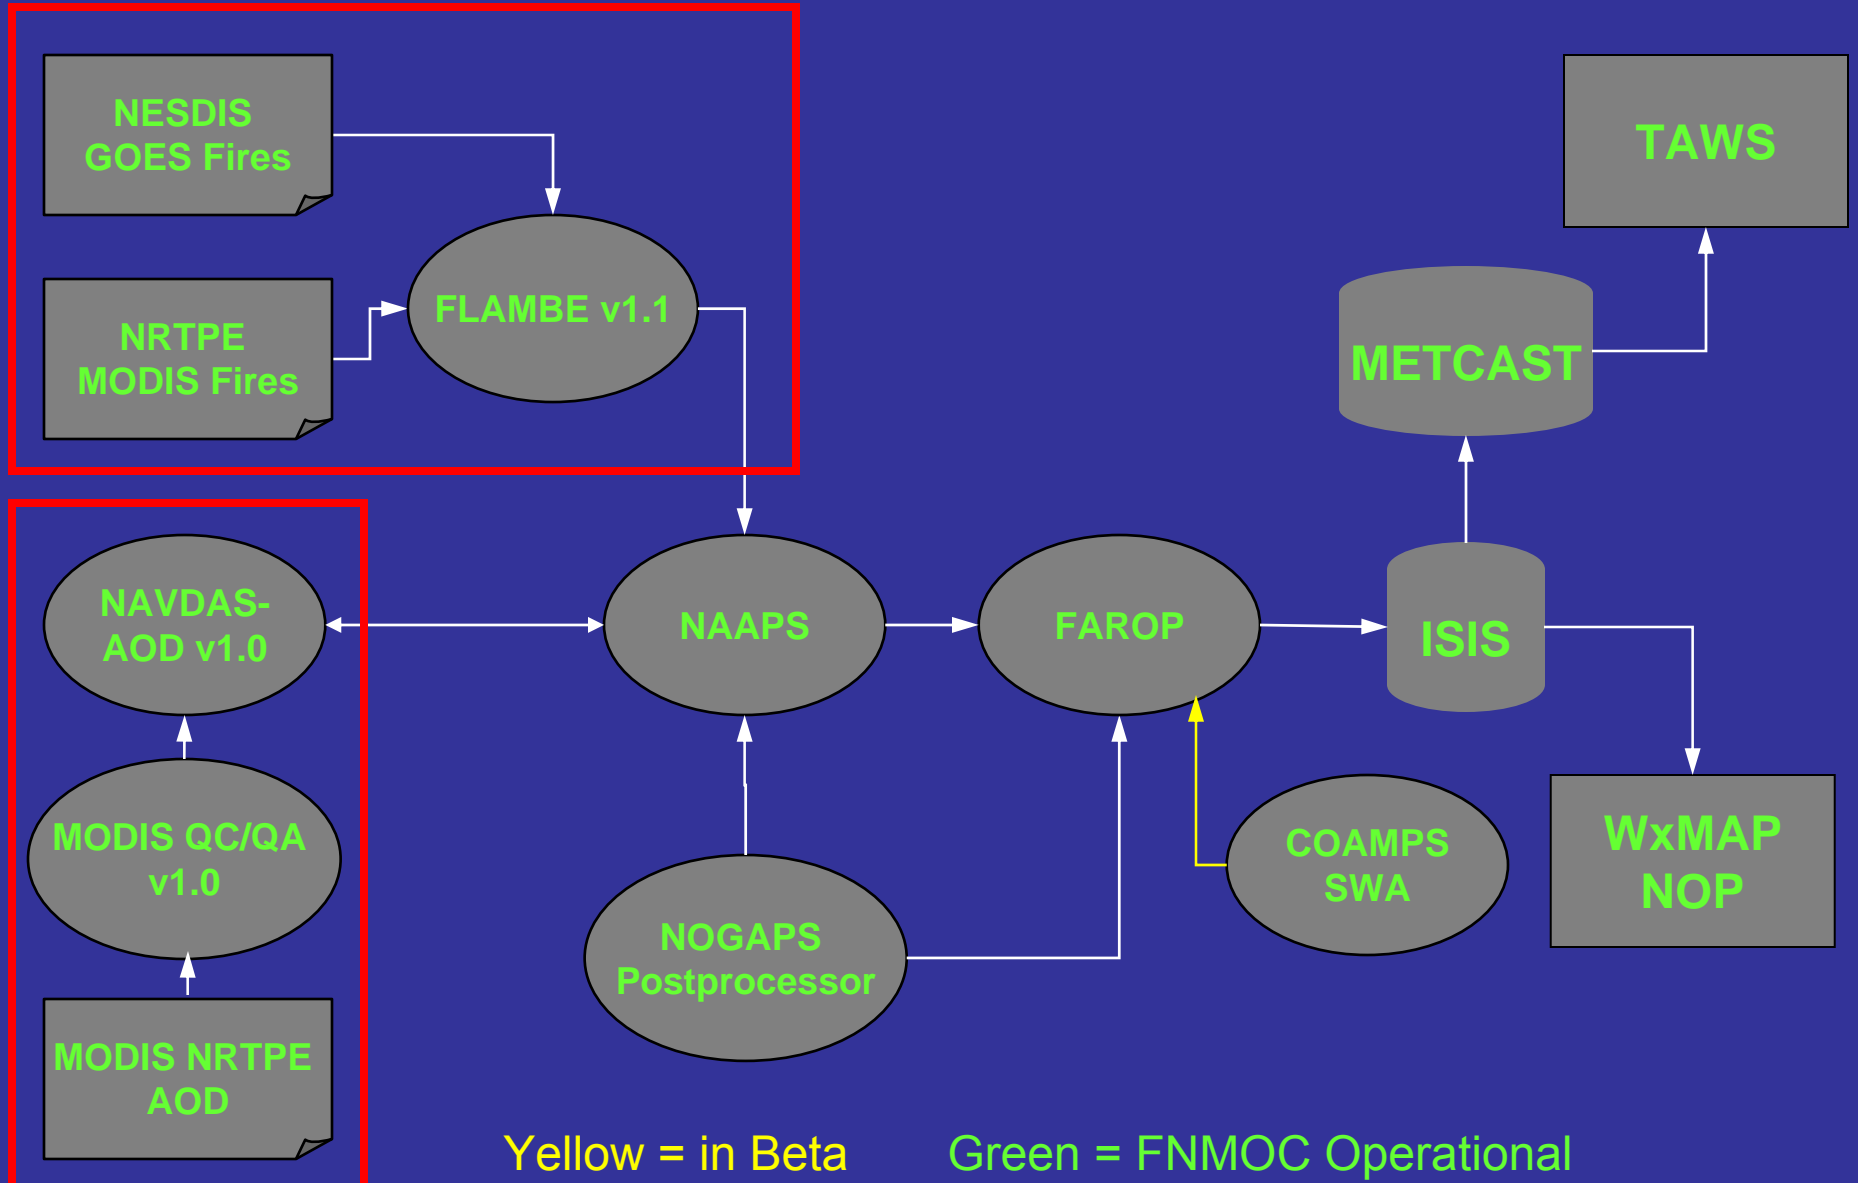 NESDIS
GOES Fires
TAWS
FLAMBE v1.1
NRTPE
MODIS Fires
METCAST
NAVDAS-
AOD v1.0
NAAPS
FAROP
ISIS
MODIS QC/QA
v1.0
COAMPS
SWA
WxMAP
NOP
NOGAPS
Postprocessor
MODIS NRTPE
AOD
Yellow = in Beta
Green = FNMOC Operational